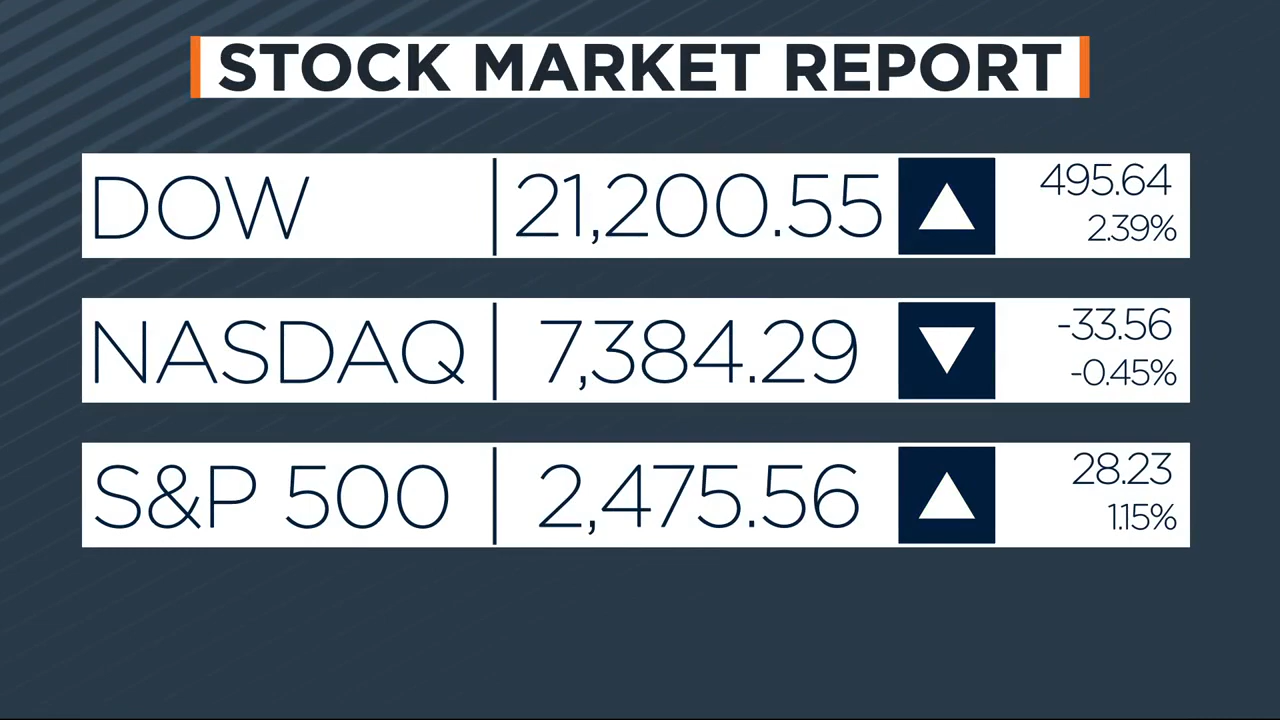 STOCK MARKET REPORT
DOW 21,200.55 495.64
2.39%
NASDAQ 7,384.29 -33.56
-0.45%
S&P 500 2,475.56 28.23
1.15%